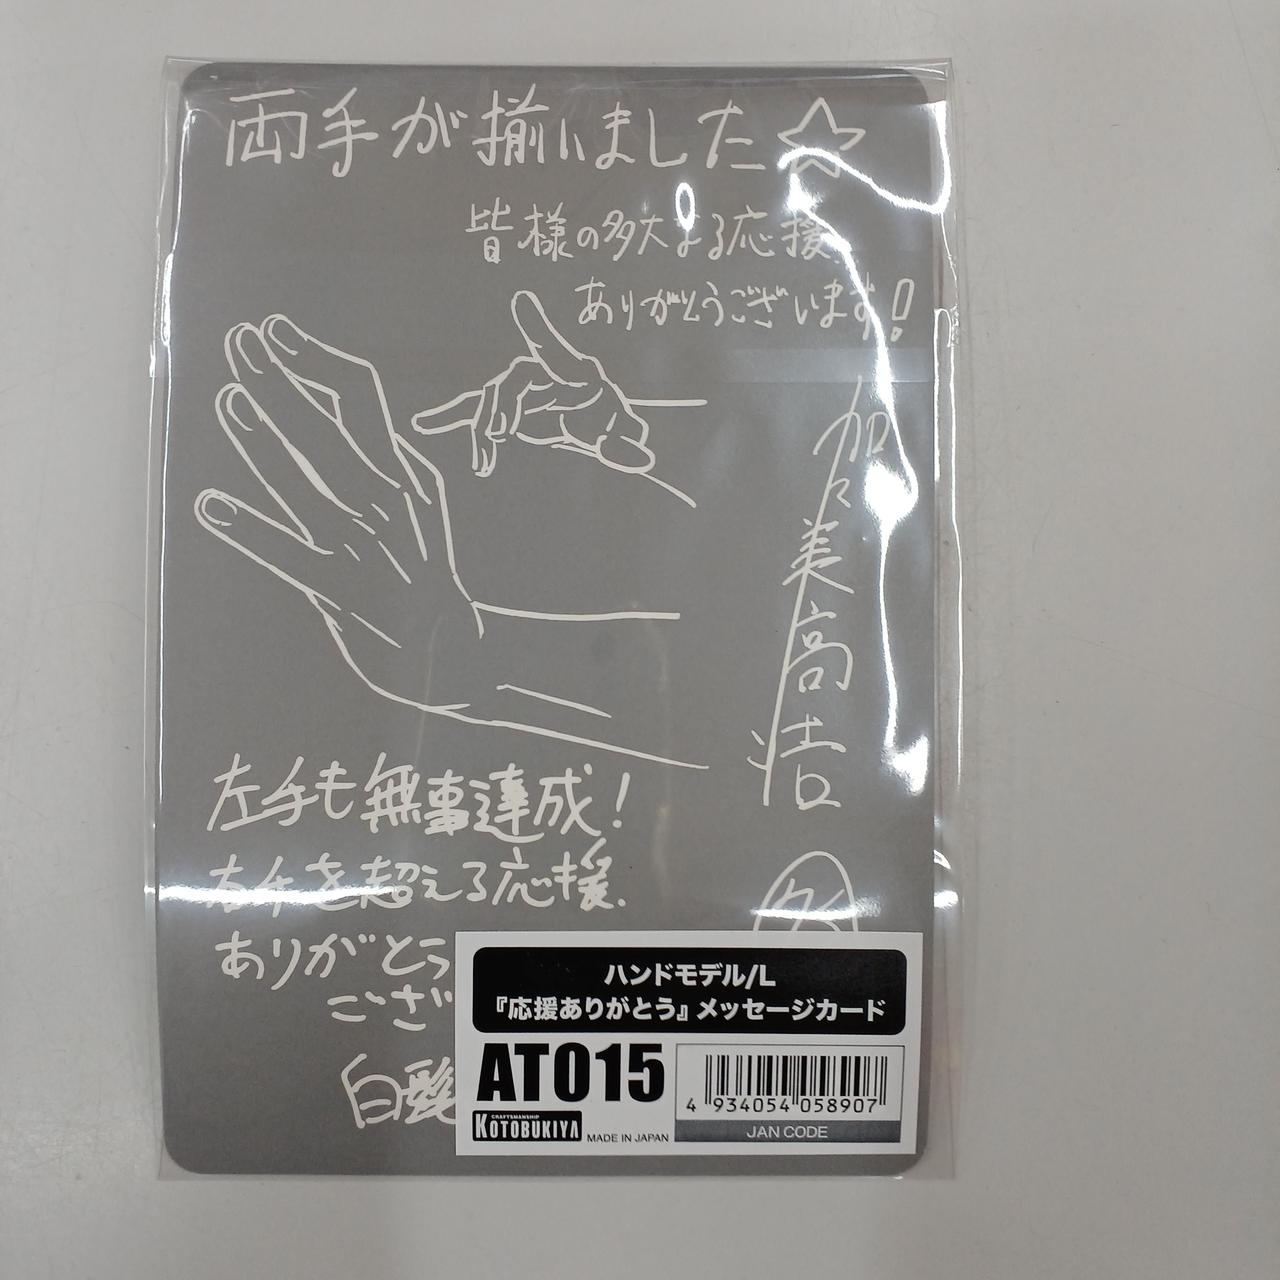 両手が揃いました☆
皆様の多大なる応援
ありがとうございます!
加々美高浩
左手も無事達成!
右手を超える応援.
ありがとう
ござ
白髪
ハンドモデル/L
『応援ありがとう』メッセージカード
AT015
4 934054 058907
JAN CODE
CRAFTSMANSHIP
KOTOBUKIYA
MADE IN JAPAN